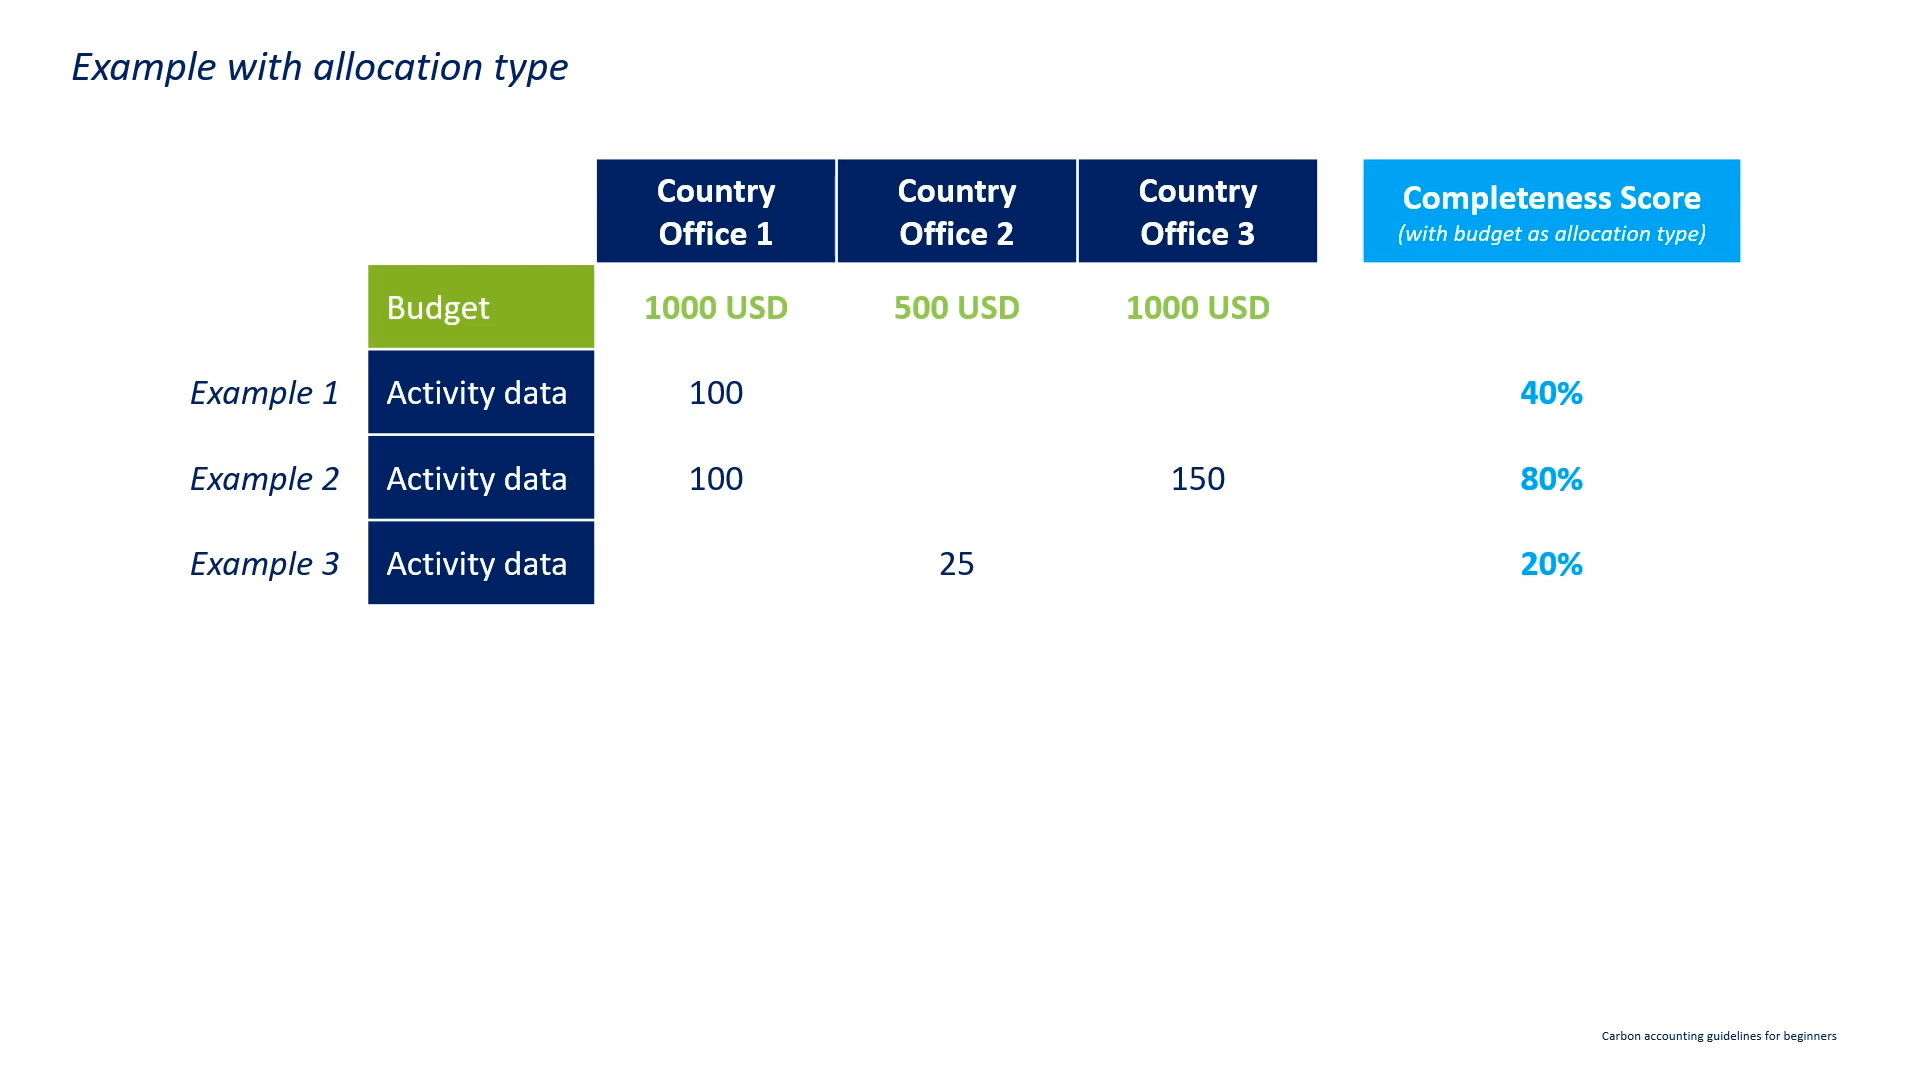 Example with allocation type
Country Office 1
Country Office 2
Country Office 3
Completeness Score
(with budget as allocation type)
Budget 1000 USD 500 USD 1000 USD
Example 1 Activity data 100 40%
Example 2 Activity data 100 150 80%
Example 3 Activity data 25 20%
Carbon accounting guidelines for beginners